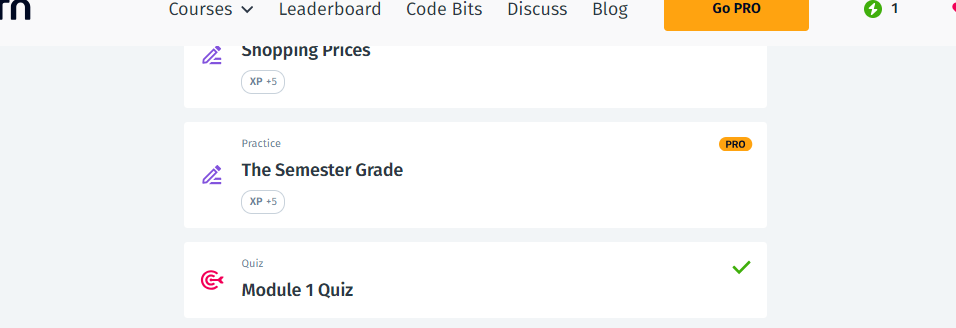 Courses Leaderboard Code Bits Discuss Blog Go PRO 1
Shopping Prices
XP +5
Practice
PRO
The Semester Grade
XP +5
Quiz
Module 1 Quiz